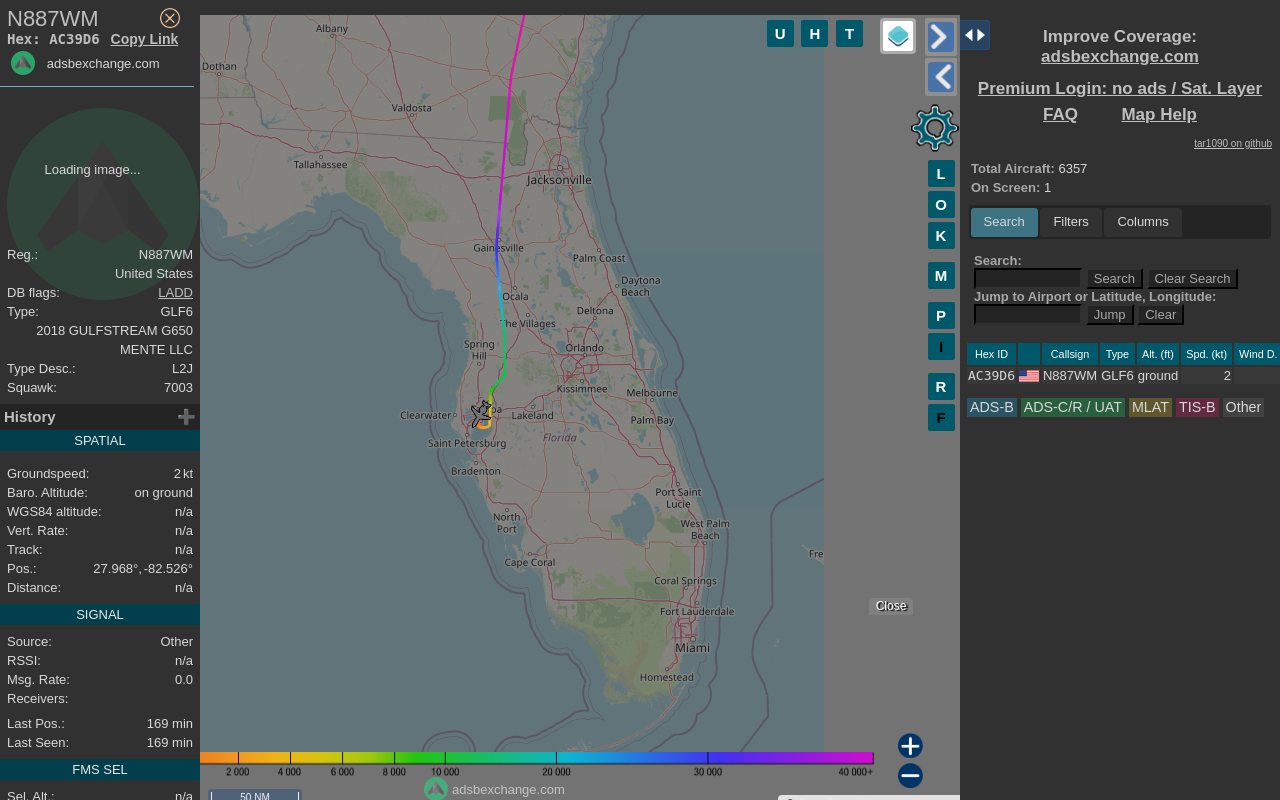 N887WM
Hex: AC39D6 Copy Link
adsbexchange.com
Loading image...
Reg.: N887WM
United States
DB flags: LADD
Type: GLF6
2018 GULFSTREAM G650
MENTE LLC
Type Desc.: L2J
Squawk: 7003
History
SPATIAL
Groundspeed: 2 kt
Baro. Altitude: on ground
WGS84 altitude: n/a
Vert. Rate: n/a
Track: n/a
Pos.: 27.968°, -82.526°
Distance: n/a
SIGNAL
Source: Other
RSSI: n/a
Msg. Rate: 0.0
Receivers:
Last Pos.: 169 min
Last Seen: 169 min
FMS SEL
Sel. Alt.: n/a
Albany
Dothan
Valdosta
Tallahassee
Jacksonville
Gainesville
Palm Coast
Daytona
Beach
Ocala
Deltona
The Villages
Spring
Hill
Orlando
Kissimmee
Melbourne
Clearwater
Lakeland
Palm Bay
Saint Petersburg
Florida
Bradenton
Port Saint
Lucie
North
Port
West Palm
Beach
Fre
Cape Coral
Coral Springs
Fort Lauderdale
Miami
Homestead
U H T
L
O
K
M
P
I
R
F
Close
2 000 4 000 6 000 8 000 10 000 20 000 30 000 40 000+
50 NM
adsbexchange.com
Improve Coverage:
adsbexchange.com
Premium Login: no ads / Sat. Layer
FAQ Map Help
tar1090 on github
Total Aircraft: 6357
On Screen: 1
Search Filters Columns
Search:
Search Clear Search
Jump to Airport or Latitude, Longitude:
Jump Clear
Hex ID Callsign Type Alt. (ft) Spd. (kt) Wind D.
AC39D6 N887WM GLF6 ground 2
ADS-B ADS-C/R / UAT MLAT TIS-B Other